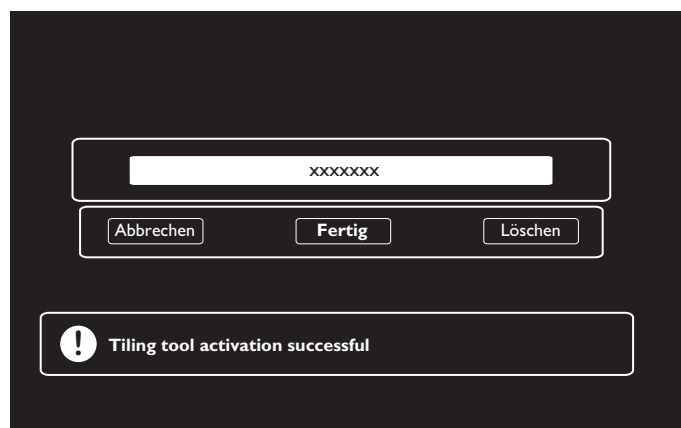 xxxxxxx
Abbrechen Fertig Löschen
Tiling tool activation successful